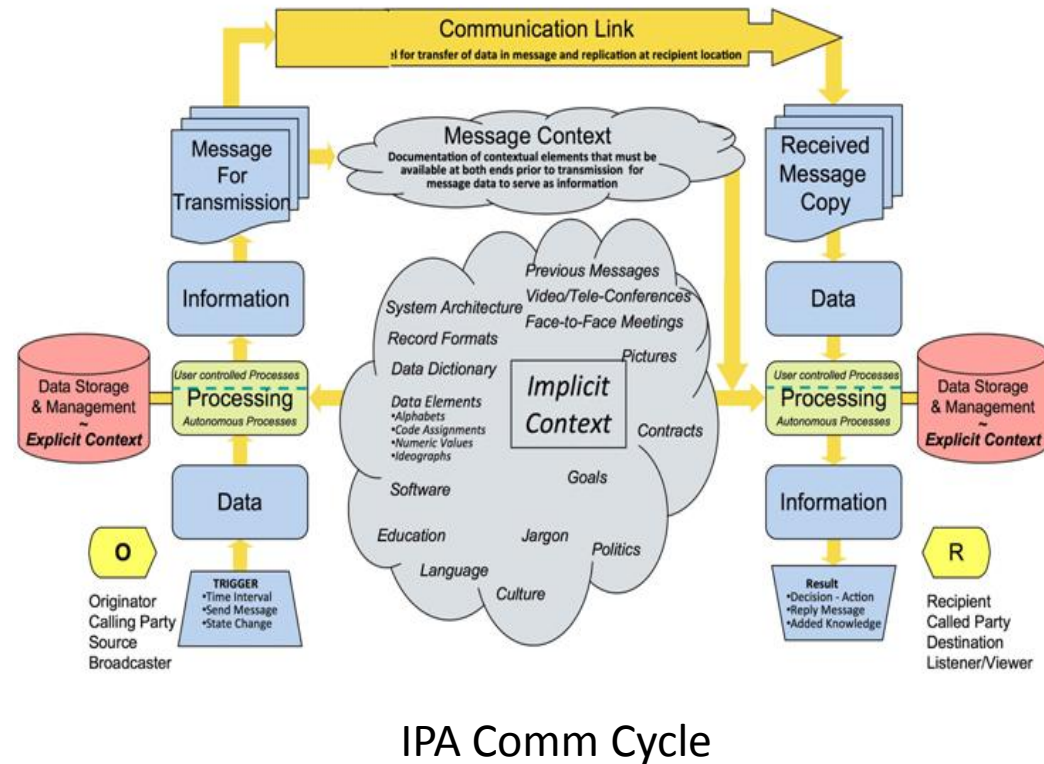 Communication Link
el for transfer of data in message and replication at recipient location
Message
For
Transmission
Message Context
Documentation of contextual elements that must be
available at both ends prior to transmission for
message data to serve as information
Received
Message
Copy
Information
Data
Data Storage
& Management
~
Explicit Context
User controlled Processes
Processing
Autonomous Processes
Data
TRIGGER
•Time Interval
•Send Message
•State Change
O
Originator
Calling Party
Source
Broadcaster
Previous Messages
Video/Tele-Conferences
Face-to-Face Meetings
Pictures
System Architecture
Record Formats
Data Dictionary
Data Elements
•Alphabets
•Code Assignments
•Numeric Values
•Ideographs
Implicit
Context
Contracts
Goals
Software
Education
Jargon
Politics
Language
Culture
User controlled Processes
Processing
Autonomous Processes
Data Storage
& Management
~
Explicit Context
Information
Result
•Decision - Action
•Reply Message
•Added Knowledge
R
Recipient
Called Party
Destination
Listener/Viewer
IPA Comm Cycle